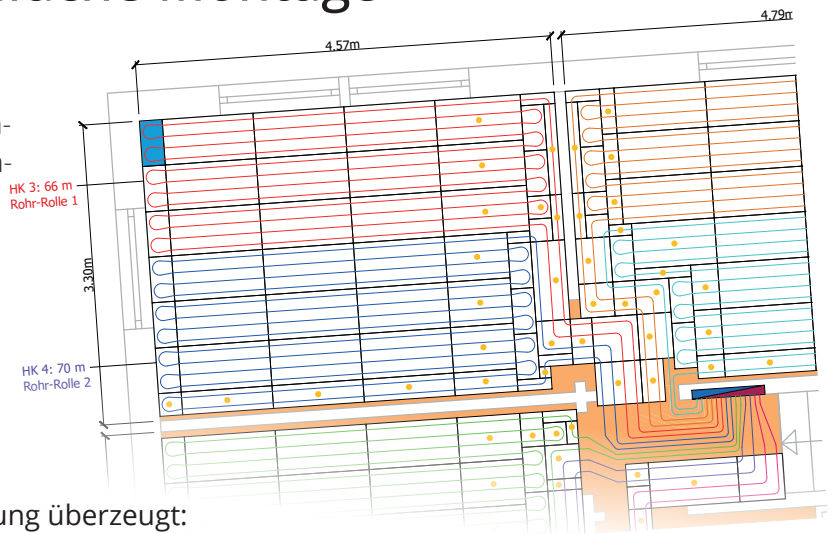 4.79m
4.57m
HK 3: 66 m
Rohr-Rolle 1
3.30m
HK 4: 70 m
Rohr-Rolle 2
ung überzeugt: